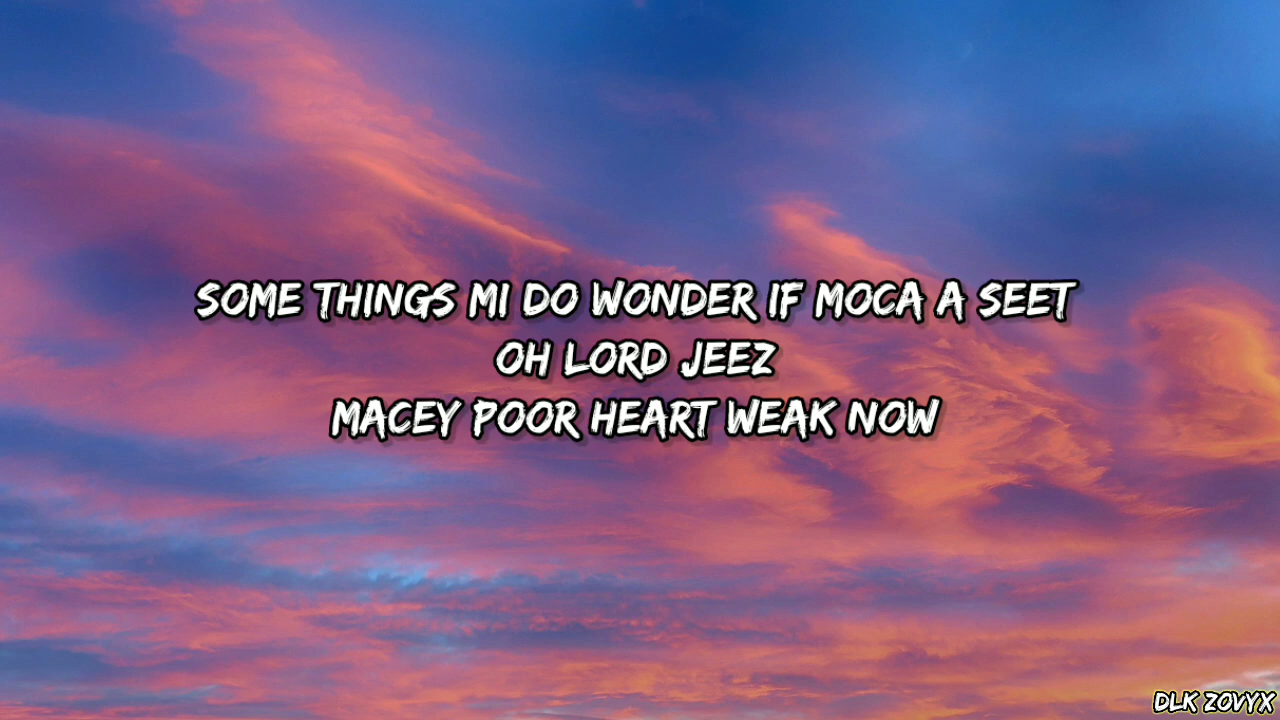 SOME THINGS MI DO WONDER IF MOCA A SEET
OH LORD JEEZ
MACEY POOR HEART WEAK NOW
DLK ZOVYX